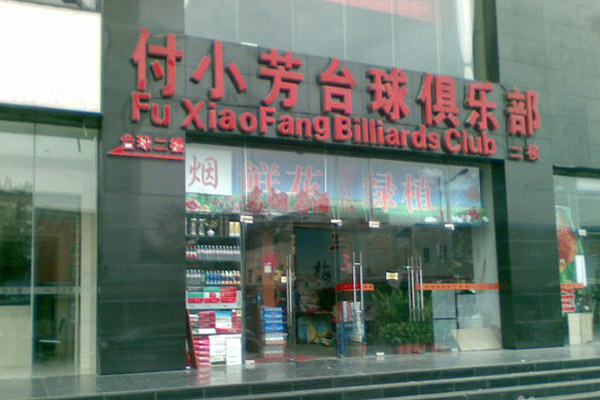 付小芳台球俱乐部
Fu XiaoFang Billiards Club 二楼
台球二楼
烟
鲜花
绿植